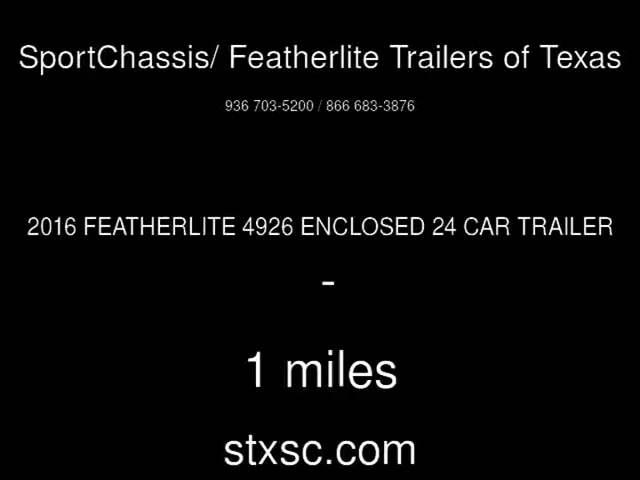 SportChassis/ Featherlite Trailers of Texas
936 703-5200 / 866 683-3876
2016 FEATHERLITE 4926 ENCLOSED 24 CAR TRAILER
-
1 miles
stxsc.com